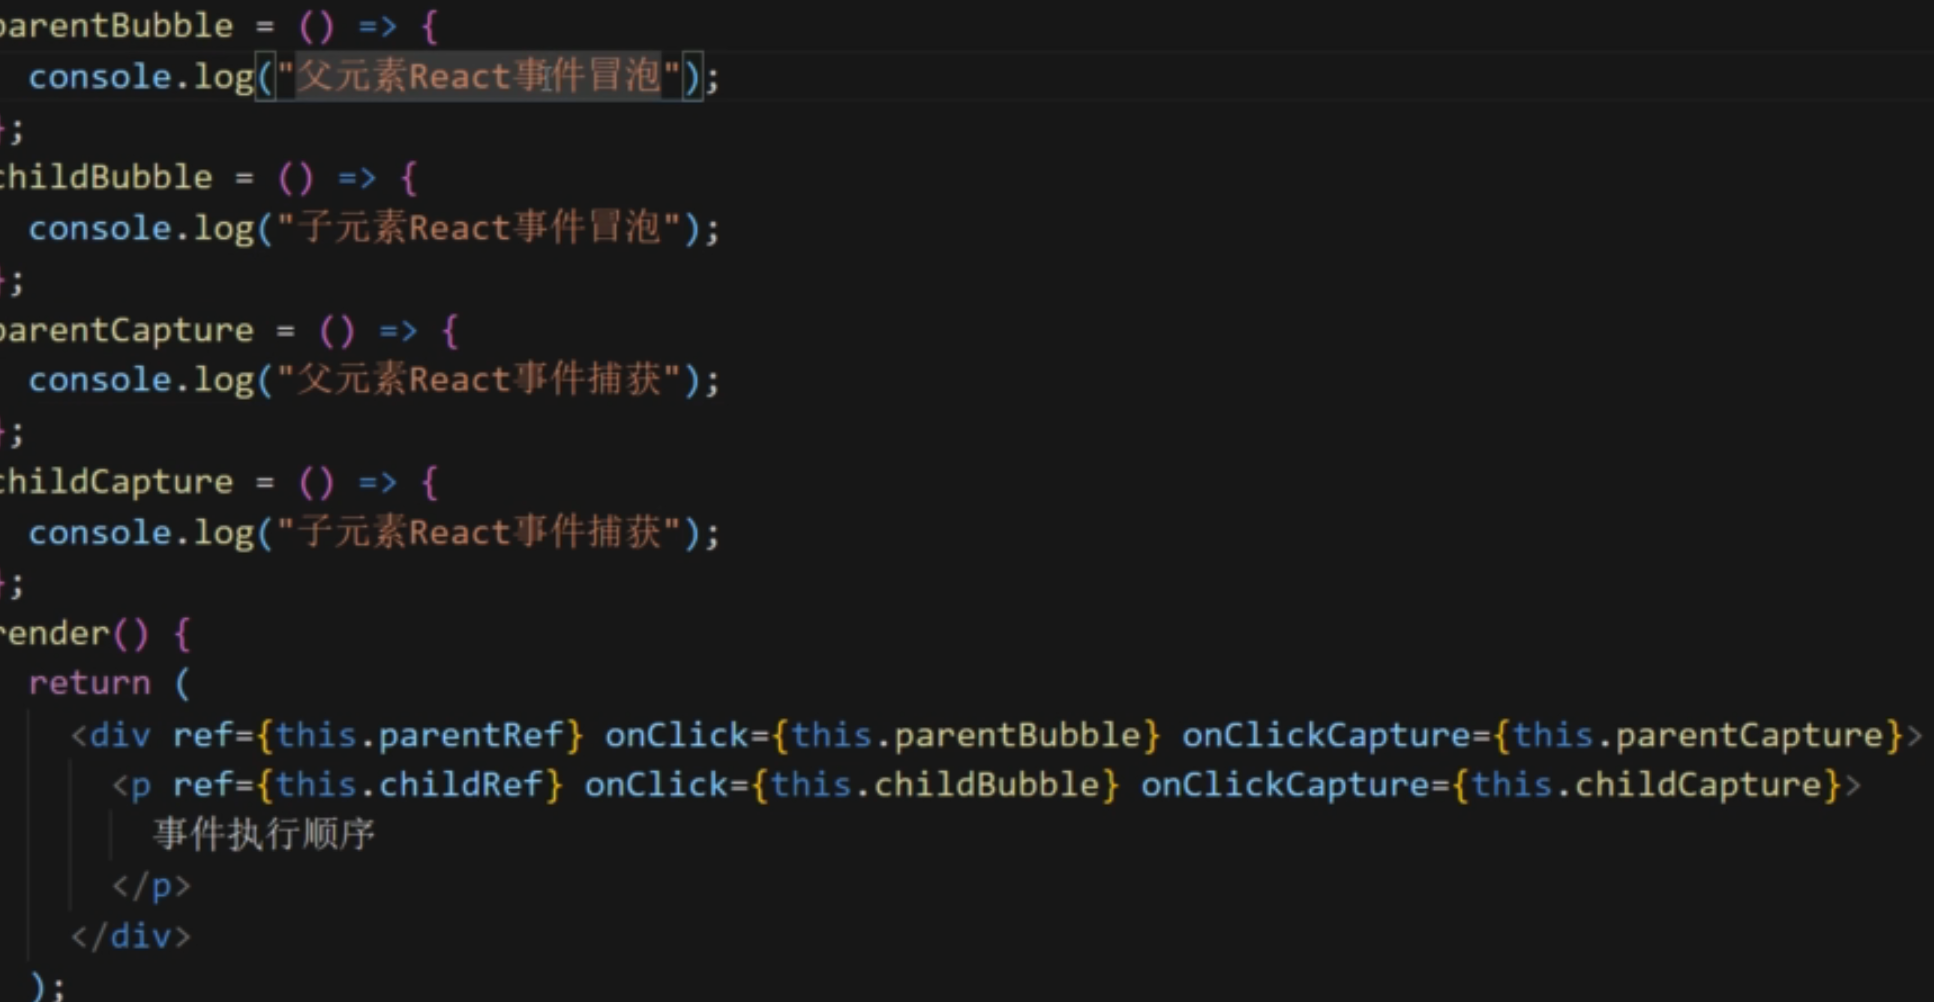 parentBubble = () => {
console.log("父元素React事件冒泡");
};
childBubble = () => {
console.log("子元素React事件冒泡");
};
parentCapture = () => {
console.log("父元素React事件捕获");
};
childCapture = () => {
console.log("子元素React事件捕获");
};
render() {
return (
<div ref={this.parentRef} onClick={this.parentBubble} onClickCapture={this.parentCapture}>
<p ref={this.childRef} onClick={this.childBubble} onClickCapture={this.childCapture}>
事件执行顺序
</p>
</div>
);